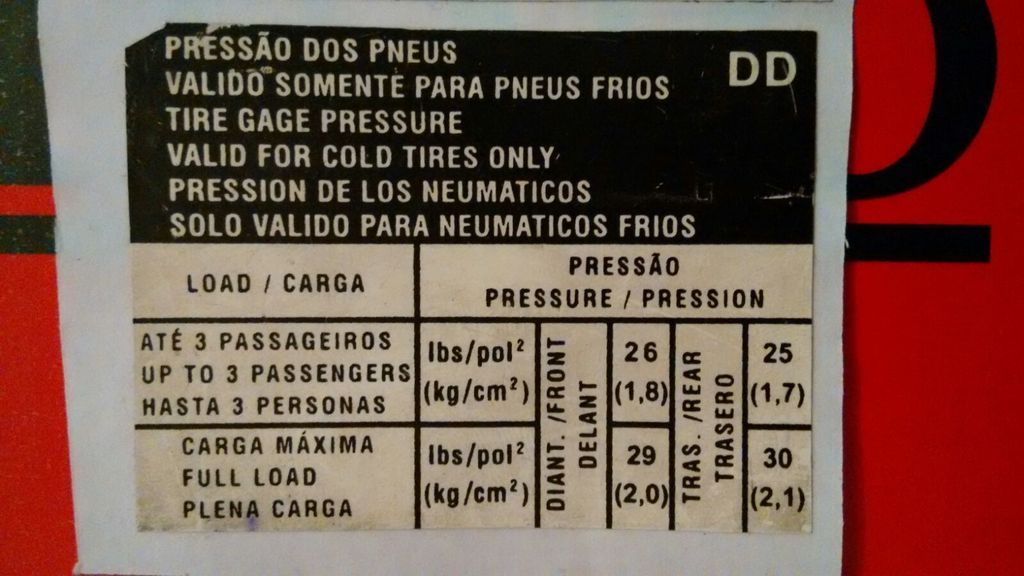 PRESSÃO DOS PNEUS
DD
VALIDO SOMENTE PARA PNEUS FRIOS
TIRE GAGE PRESSURE
VALID FOR COLD TIRES ONLY
PRESSION DE LOS NEUMATICOS
SOLO VALIDO PARA NEUMATICOS FRIOS
LOAD / CARGA
PRESSÃO
PRESSURE / PRESSION
ATÉ 3 PASSAGEIROS
UP TO 3 PASSENGERS
HASTA 3 PERSONAS
lbs/pol²
(kg/cm²)
DIANT. /FRONT
DELANT
26
(1,8)
TRAS. /REAR
TRASERO
25
(1,7)
CARGA MÁXIMA
FULL LOAD
PLENA CARGA
lbs/pol²
(kg/cm²)
29
(2,0)
30
(2,1)